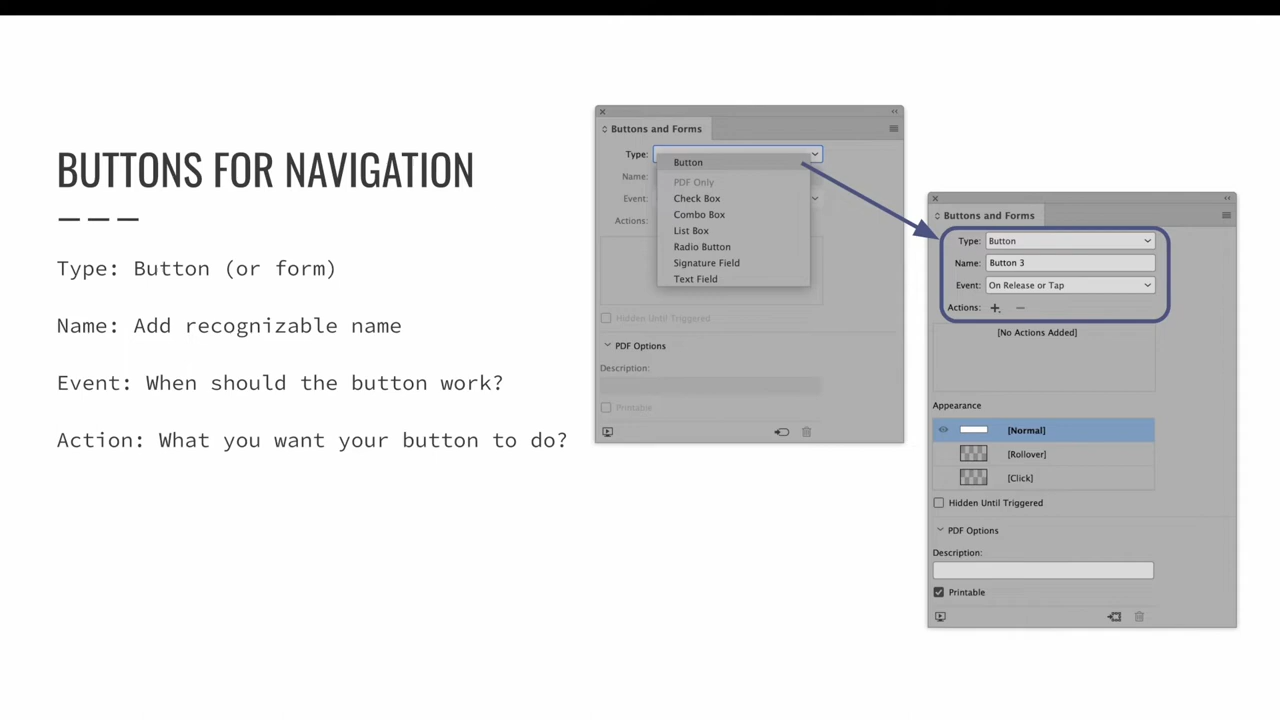 BUTTONS FOR NAVIGATION
Type: Button (or form)
Name: Add recognizable name
Event: When should the button work?
Action: What you want your button to do?
Buttons and Forms
Type:
Button
Name:
PDF Only
Event:
Check Box
Combo Box
Actions:
List Box
Radio Button
Signature Field
Text Field
Hidden Until Triggered
PDF Options
Description:
Printable
Buttons and Forms
Type: Button
Name: Button 3
Event: On Release or Tap
Actions:
[No Actions Added]
Appearance
[Normal]
[Rollover]
[Click]
Hidden Until Triggered
PDF Options
Description:
Printable